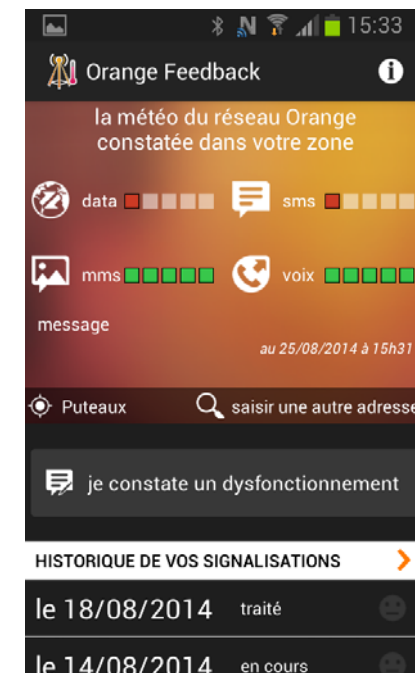 15:33
Orange Feedback
la météo du réseau Orange
constatée dans votre zone
data sms
mms voix
message
au 25/08/2014 à 15h31
Puteaux saisir une autre adresse
je constate un dysfonctionnement
HISTORIQUE DE VOS SIGNALISATIONS
le 18/08/2014 traité
le 14/08/2014 en cours